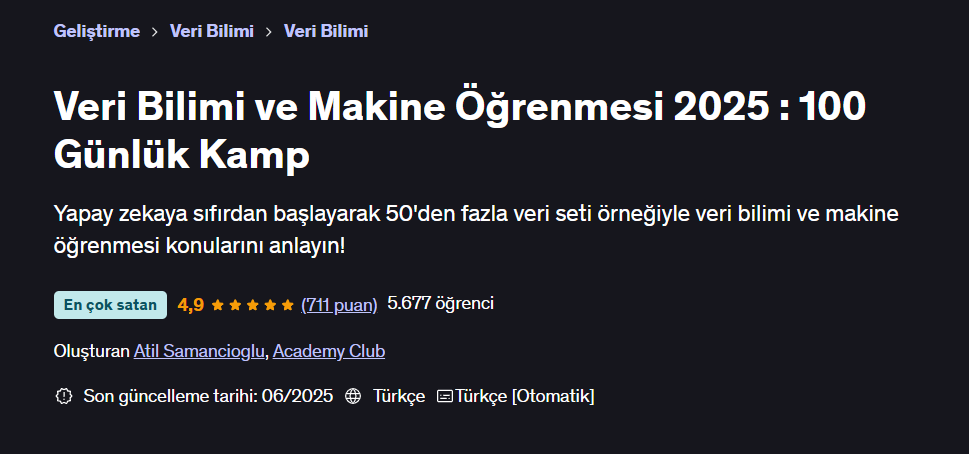 Geliştirme > Veri Bilimi > Veri Bilimi
Veri Bilimi ve Makine Öğrenmesi 2025 : 100
Günlük Kamp
Yapay zekaya sıfırdan başlayarak 50'den fazla veri seti örneğiyle veri bilimi ve makine
öğrenmesi konularını anlayın!
En çok satan 4,9 ★★★★★ (711 puan) 5.677 öğrenci
Oluşturan Atil Samancioglu, Academy Club
Son güncelleme tarihi: 06/2025 Türkçe Türkçe [Otomatik]